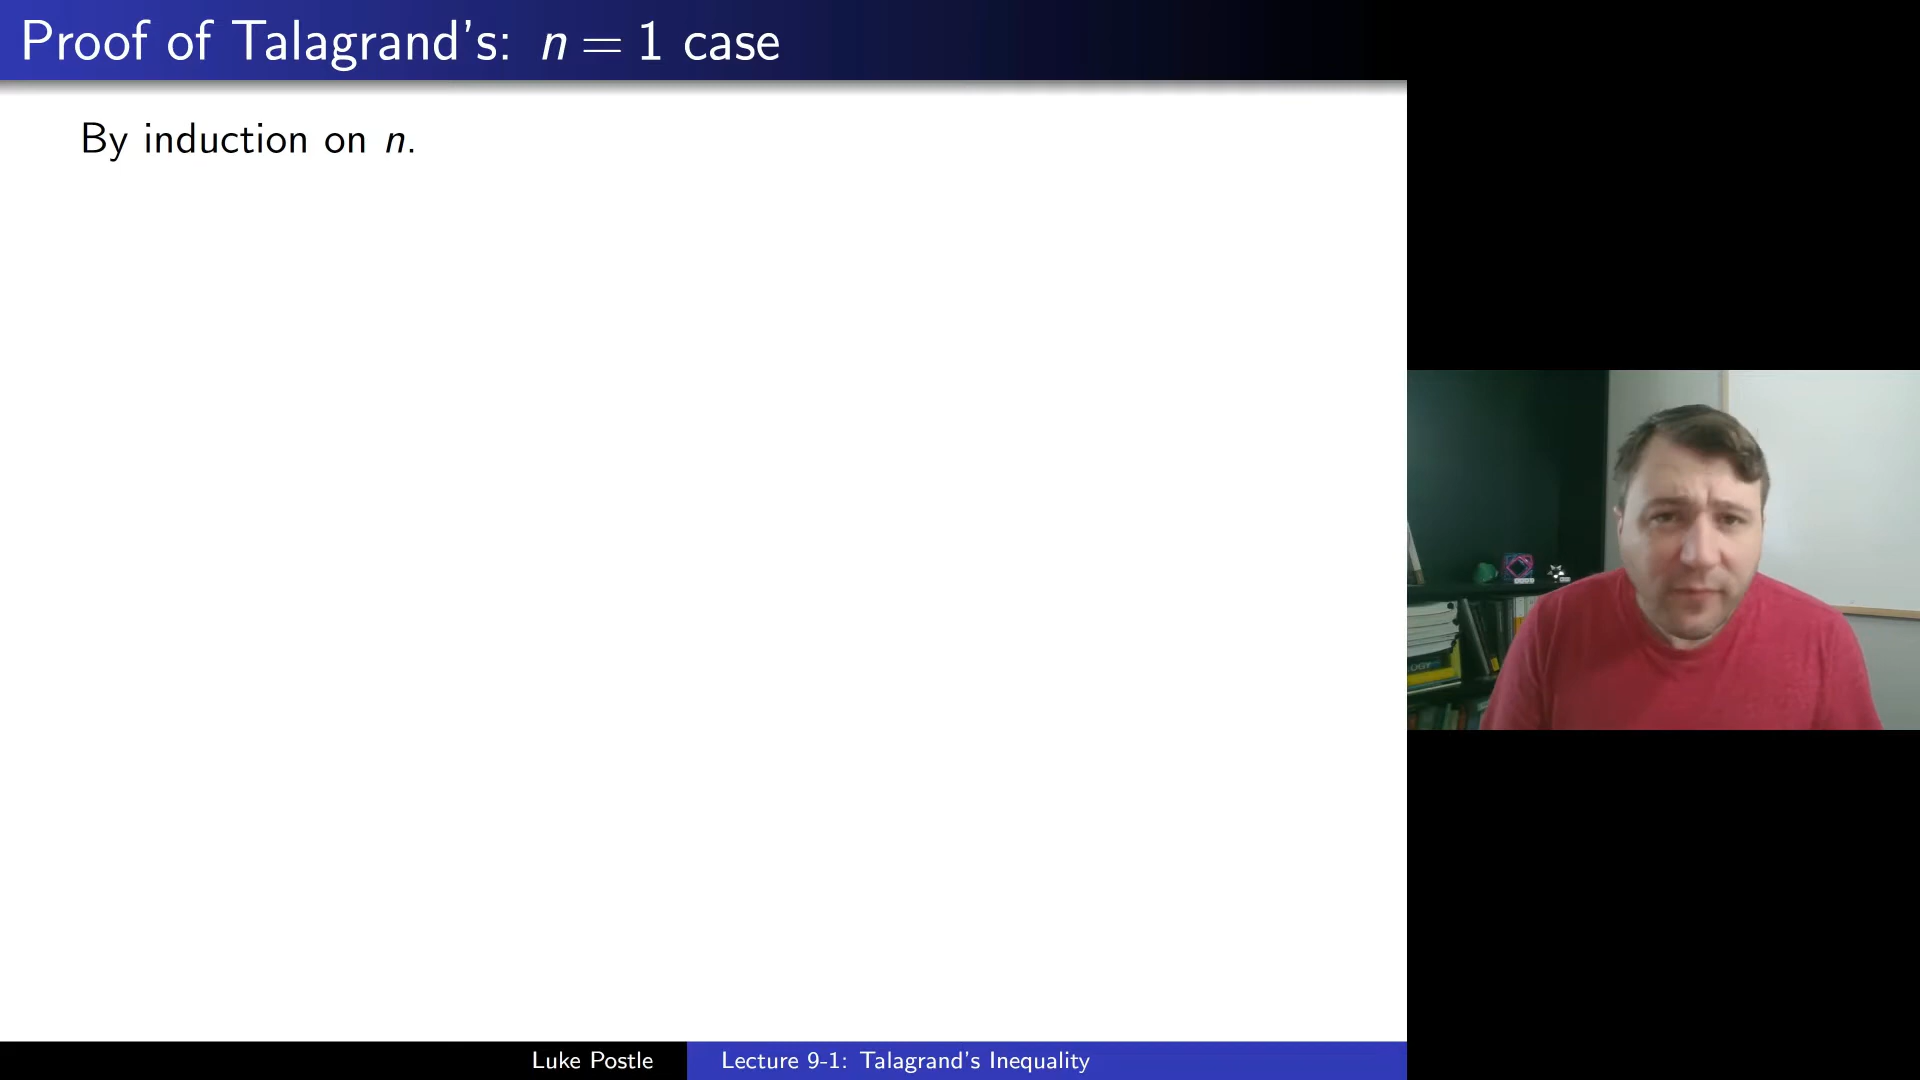 Proof of Talagrand's: n = 1 case
By induction on n.
Luke Postle
Lecture 9-1: Talagrand's Inequality